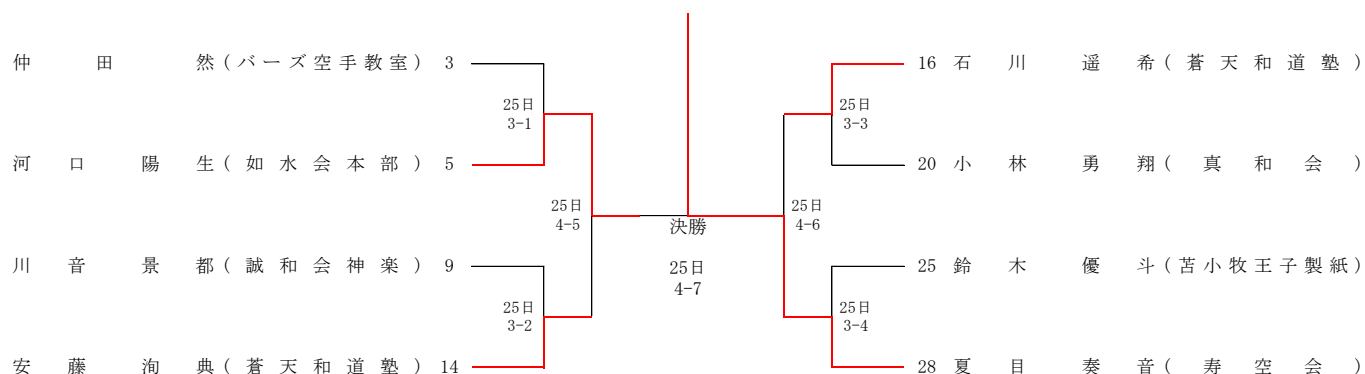 仲田然(バーズ空手教室) 3
25日
3-1
河口陽生(如水会本部) 5
25日
4-5
川音景都(誠和会神楽) 9
25日
3-2
安藤洵典(蒼天和道塾) 14
決勝
25日
4-7
16 石川遥希(蒼天和道塾)
25日
3-3
20 小林勇翔(真和会)
25日
4-6
25 鈴木優斗(苫小牧王子製紙)
25日
3-4
28 夏目奏音(寿空会)